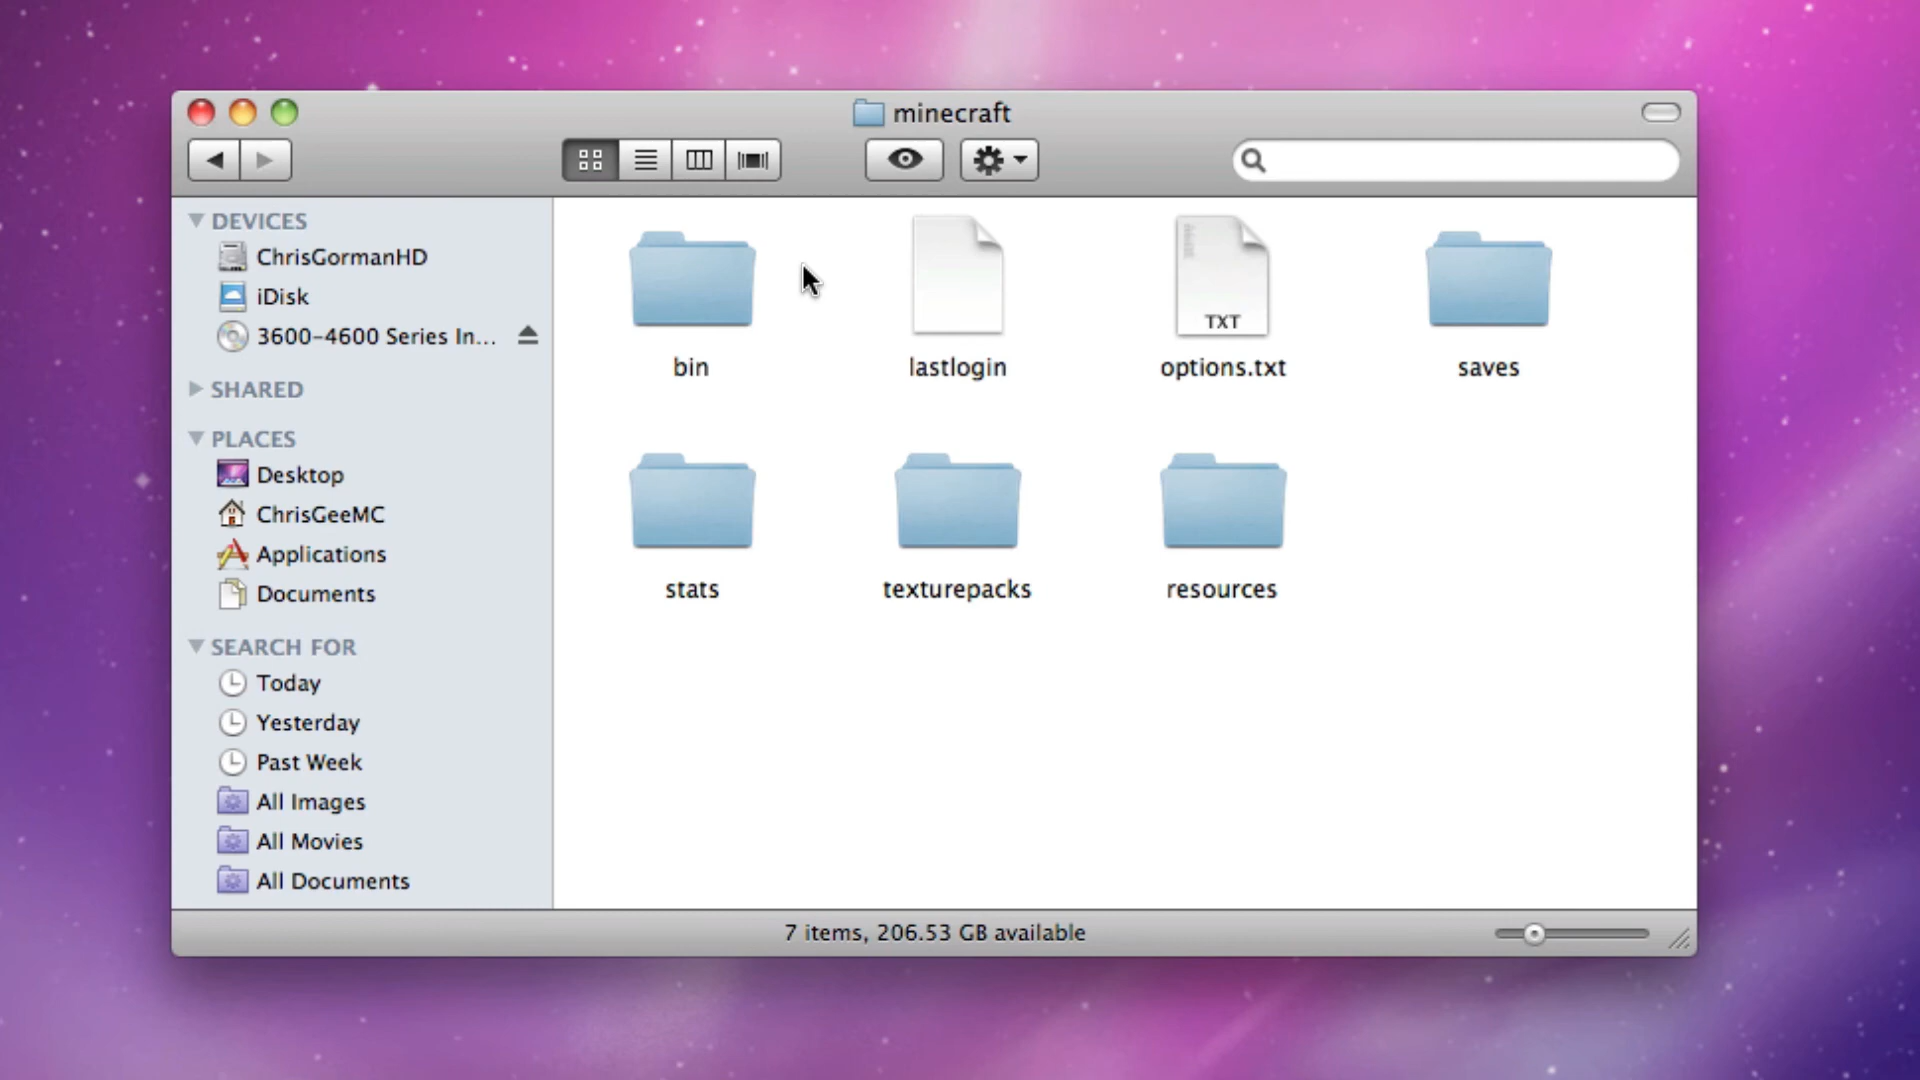 minecraft
DEVICES
ChrisGormanHD
iDisk
3600-4600 Series In...
SHARED
PLACES
Desktop
ChrisGeeMC
Applications
Documents
SEARCH FOR
Today
Yesterday
Past Week
All Images
All Movies
All Documents
TXT
bin
lastlogin
options.txt
saves
stats
texturepacks
resources
7 items, 206.53 GB available